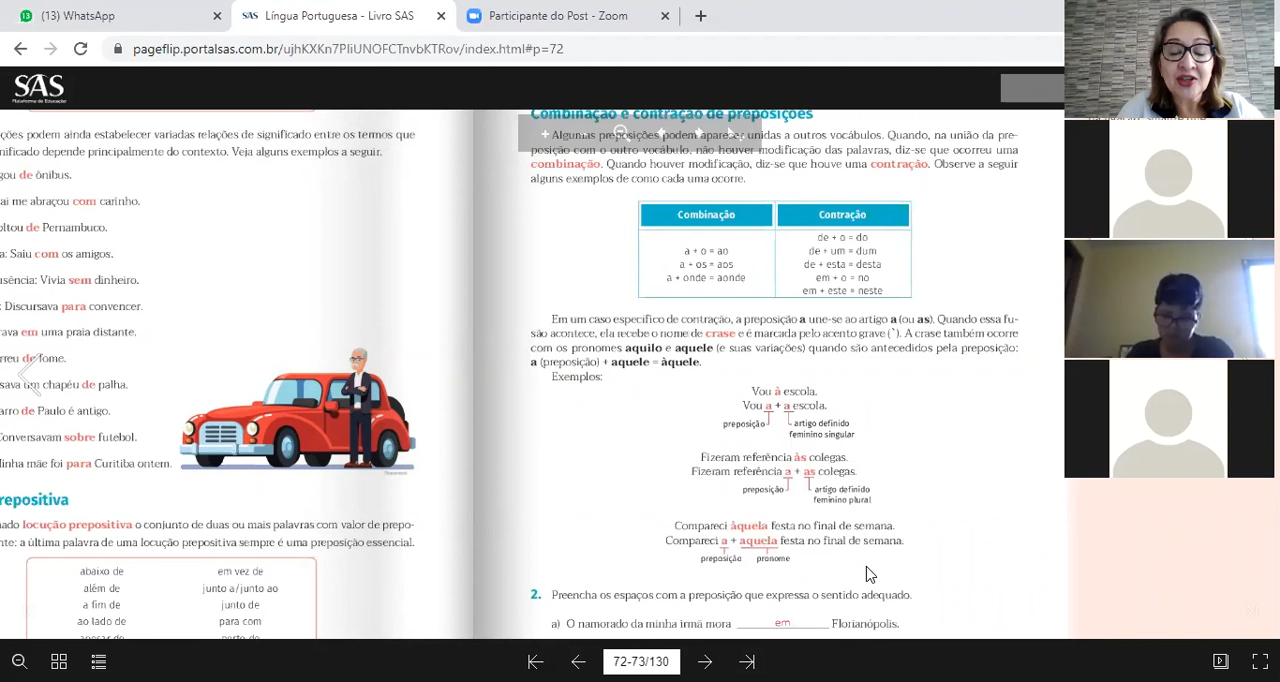 (13) WhatsApp
SAS Língua Portuguesa - Livro SAS
Participante do Post - Zoom
pageflip.portalsas.com.br/ujhKXKn7PIiUNOFCTnvbKTRov/index.html#p=72
SAS
Plataforma de Educação
ções podem ainda estabelecer variadas relações de significado entre os termos que
nificado depende principalmente do contexto. Veja alguns exemplos a seguir.
gou de ônibus.
ai me abraçou com carinho.
oltou de Pernambuco.
a: Saiu com os amigos.
usência: Vivia sem dinheiro.
: Discursava para convencer.
rava em uma praia distante.
rreu de fome.
sava um chapéu de palha.
arro de Paulo é antigo.
Conversavam sobre futebol.
Minha mãe foi para Curitiba ontem.
repositiva
nado locução prepositiva o conjunto de duas ou mais palavras com valor de prepo-
nte: a última palavra de uma locução prepositiva sempre é uma preposição essencial.
abaixo de em vez de
além de junto a/junto ao
a fim de junto de
ao lado de para com
apesar de perto de
Combinação e contração de preposições
Algumas preposições podem aparecer unidas a outros vocábulos. Quando, na união da pre-
posição com o outro vocábulo, não houver modificação das palavras, diz-se que ocorreu uma
combinação. Quando houver modificação, diz-se que houve uma contração. Observe a seguir
alguns exemplos de como cada uma ocorre.
Combinação Contração
de + o = do
a + o = ao de + um = dum
a + os = aos de + esta = desta
a + onde = aonde em + o = no
em + este = neste
Em um caso específico de contração, a preposição a une-se ao artigo a (ou as). Quando essa fu-
são acontece, ela recebe o nome de crase e é marcada pelo acento grave (`). A crase também ocorre
com os pronomes aquilo e aquele (e suas variações) quando são antecedidos pela preposição:
a (preposição) + aquele = àquele.
Exemplos:
Vou à escola.
Vou a + a escola.
preposição artigo definido
feminino singular
Fizeram referência às colegas.
Fizeram referência a + as colegas.
preposição artigo definido
feminino plural
Compareci àquela festa no final de semana.
Compareci a + aquela festa no final de semana.
preposição pronome
2. Preencha os espaços com a preposição que expressa o sentido adequado.
a) O namorado da minha irmã mora em Florianópolis.
72-73/130